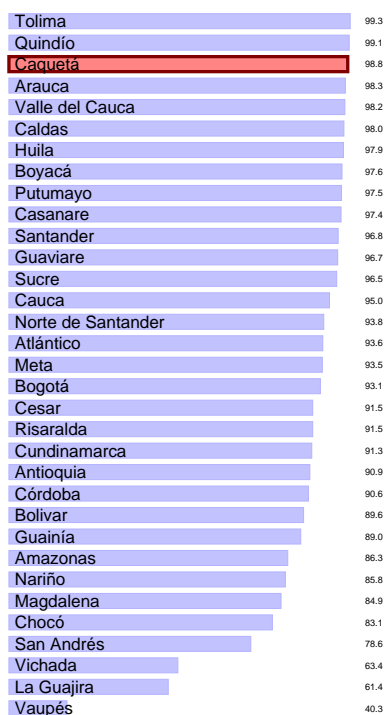 Tolima 99.3
Quindío 99.1
Caquetá 98.8
Arauca 98.3
Valle del Cauca 98.2
Caldas 98.0
Huila 97.9
Boyacá 97.6
Putumayo 97.5
Casanare 97.4
Santander 96.8
Guaviare 96.7
Sucre 96.5
Cauca 95.0
Norte de Santander 93.8
Atlántico 93.6
Meta 93.5
Bogotá 93.1
Cesar 91.5
Risaralda 91.5
Cundinamarca 91.3
Antioquia 90.9
Córdoba 90.6
Bolivar 89.6
Guainía 89.0
Amazonas 86.3
Nariño 85.8
Magdalena 84.9
Chocó 83.1
San Andrés 78.6
Vichada 63.4
La Guajira 61.4
Vaupés 40.3